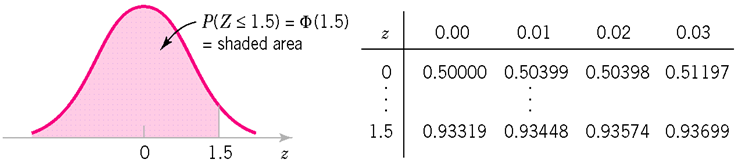 P(Z ≤ 1.5) = Φ(1.5)
= shaded area
0 1.5 z
z 0.00 0.01 0.02 0.03
0 0.50000 0.50399 0.50398 0.51197
⋮ ⋮
1.5 0.93319 0.93448 0.93574 0.93699